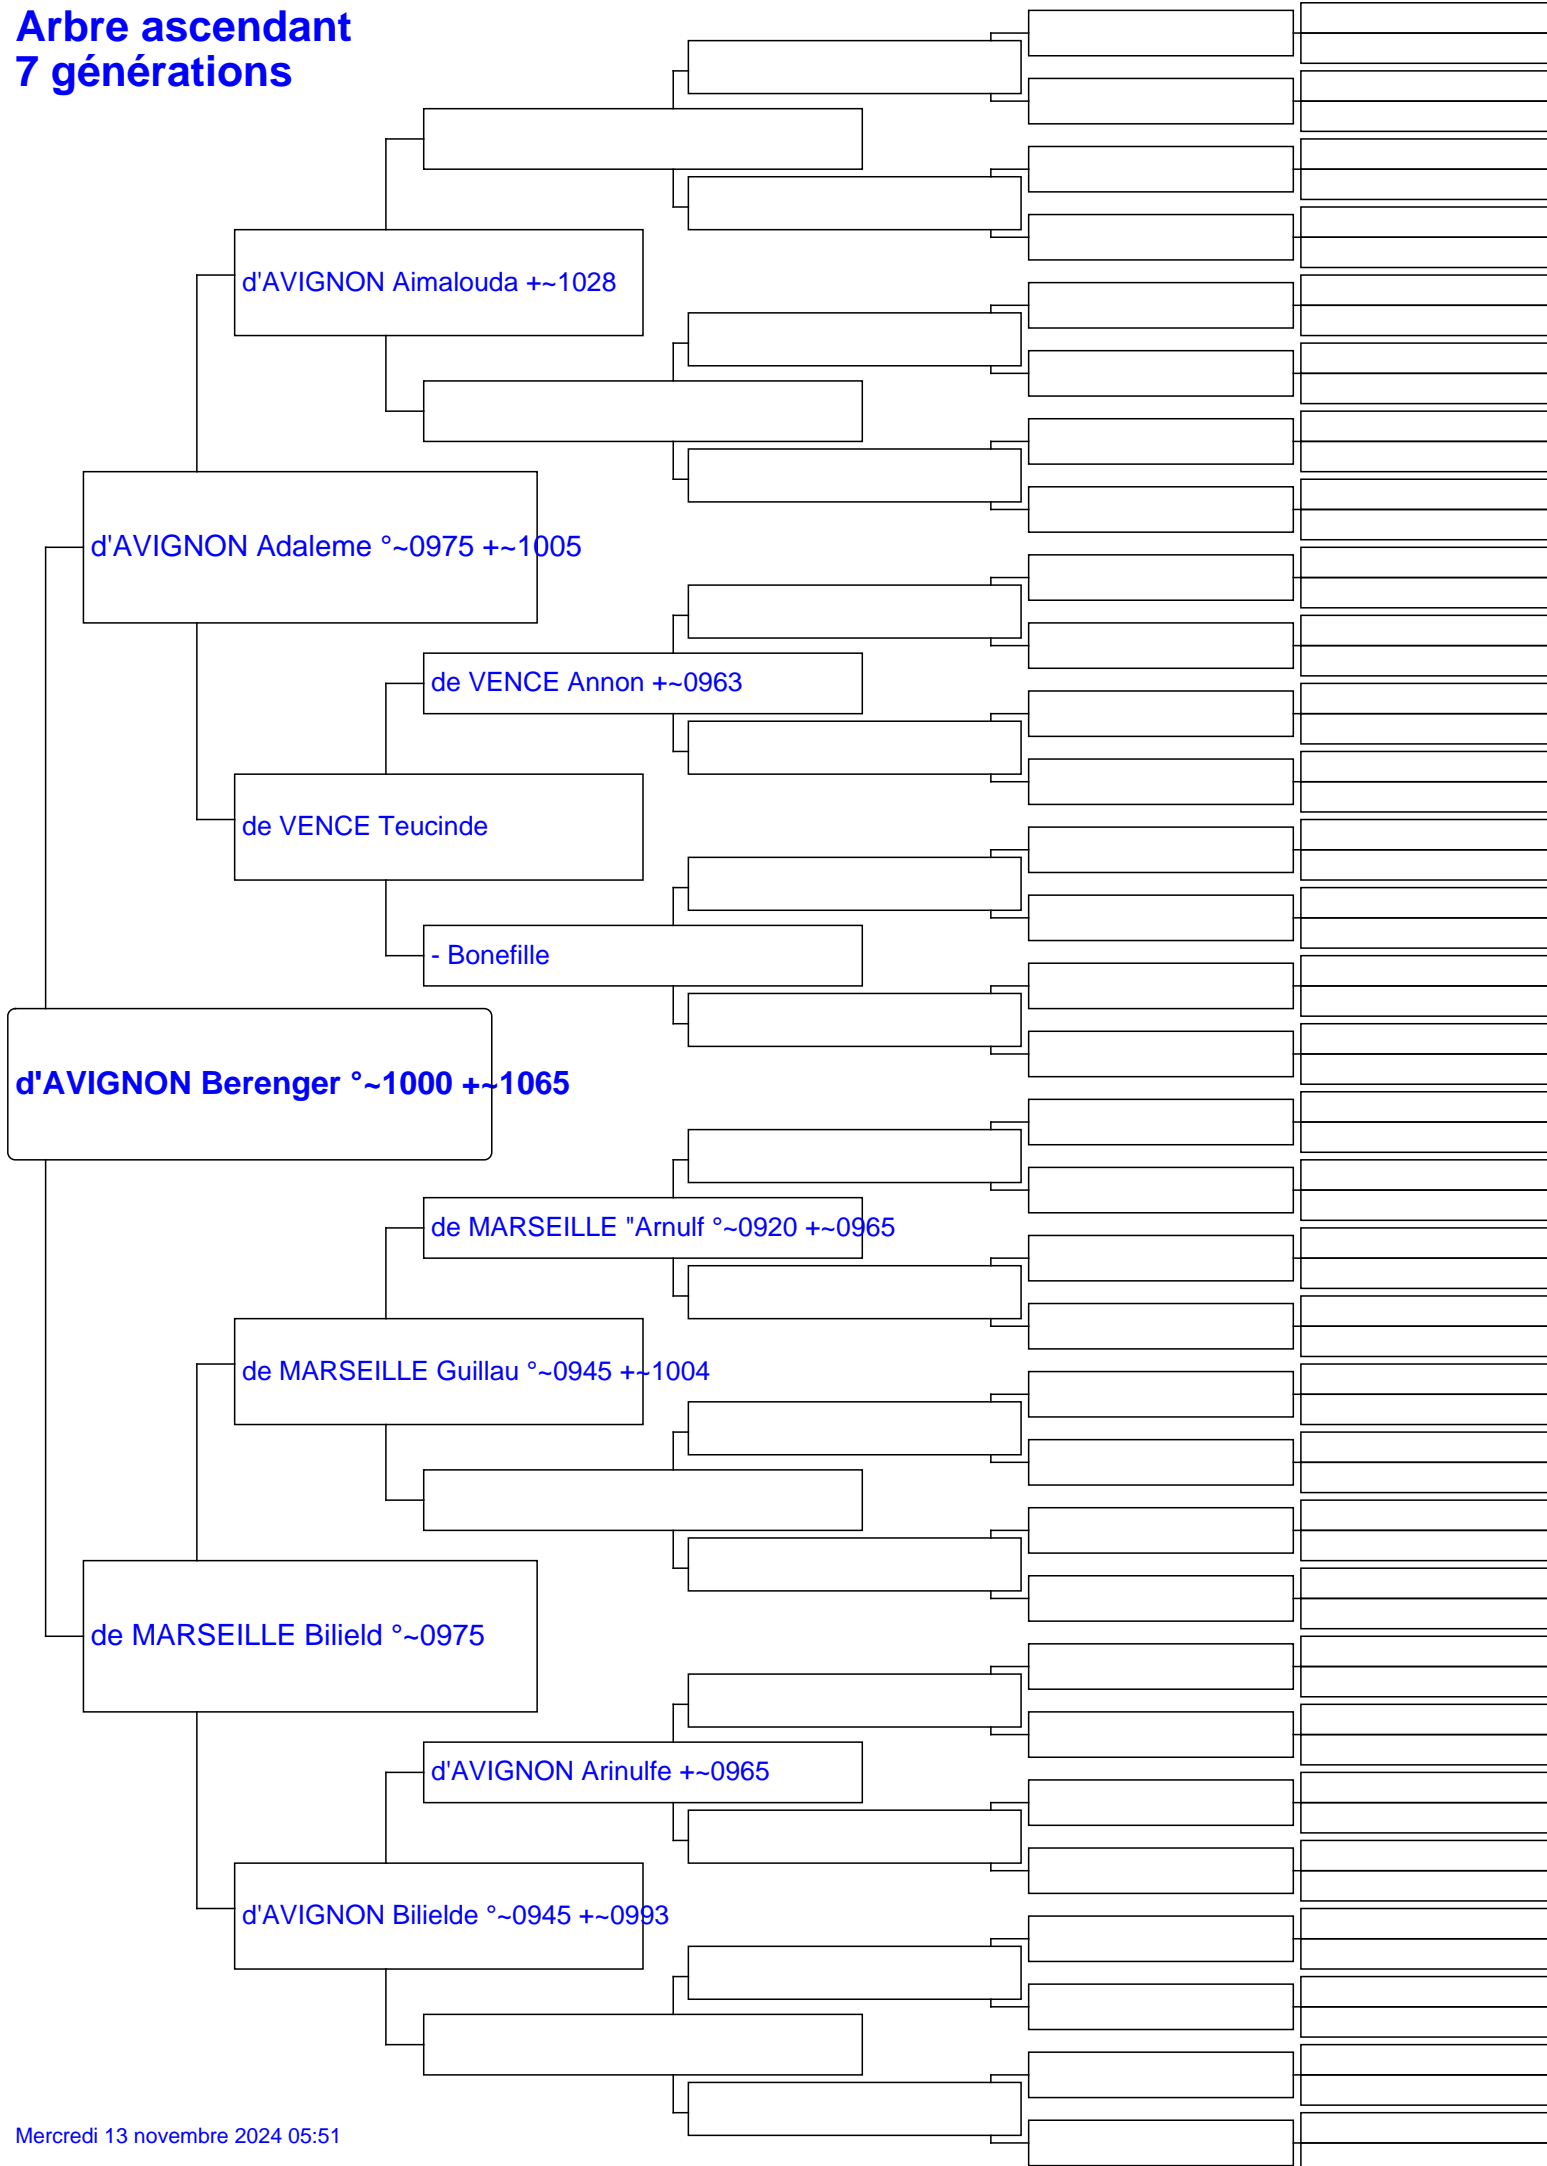 Arbre ascendant
7 générations
d'AVIGNON Aimalouda +~1028
d'AVIGNON Adaleme °~0975 +~1005
de VENCE Annon +~0963
de VENCE Teucinde
- Bonefille
d'AVIGNON Berenger °~1000 +~1065
de MARSEILLE "Arnulf °~0920 +~0965
de MARSEILLE Guillau °~0945 +~1004
de MARSEILLE Bilield °~0975
d'AVIGNON Arinulfe +~0965
d'AVIGNON Bilielde °~0945 +~0993
Mercredi 13 novembre 2024 05:51